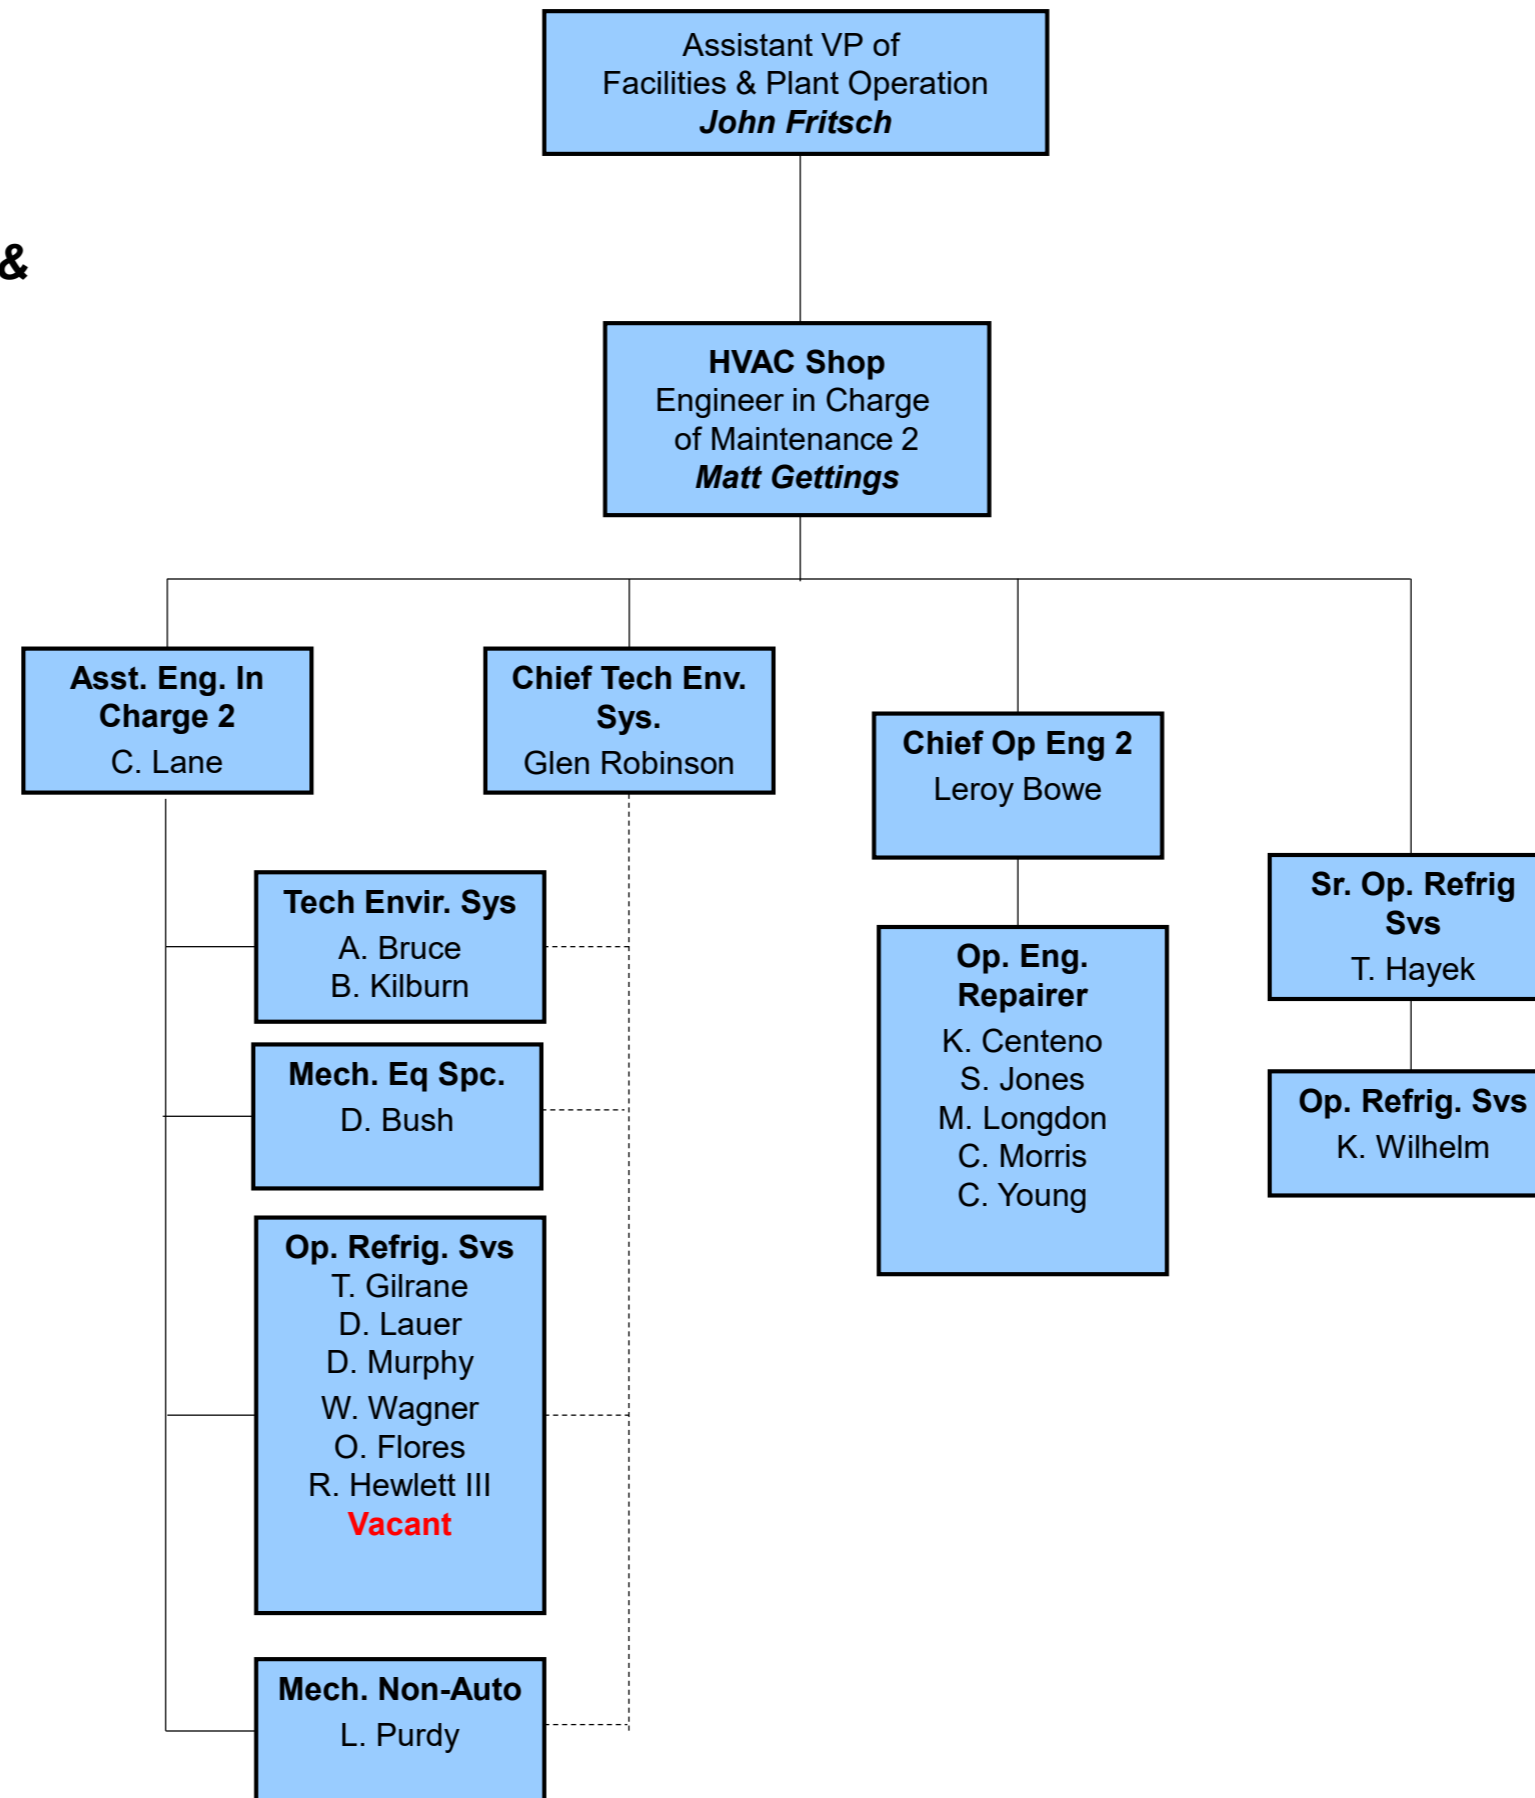 Assistant VP of
Facilities & Plant Operation
John Fritsch
&
HVAC Shop
Engineer in Charge
of Maintenance 2
Matt Gettings
Asst. Eng. In
Charge 2
C. Lane
Chief Tech Env.
Sys.
Glen Robinson
Chief Op Eng 2
Leroy Bowe
Sr. Op. Refrig
Svs
T. Hayek
Tech Envir. Sys
A. Bruce
B. Kilburn
Mech. Eq Spc.
D. Bush
Op. Refrig. Svs
T. Gilrane
D. Lauer
D. Murphy
W. Wagner
O. Flores
R. Hewlett III
Vacant
Mech. Non-Auto
L. Purdy
Op. Eng.
Repairer
K. Centeno
S. Jones
M. Longdon
C. Morris
C. Young
Op. Refrig. Svs
K. Wilhelm